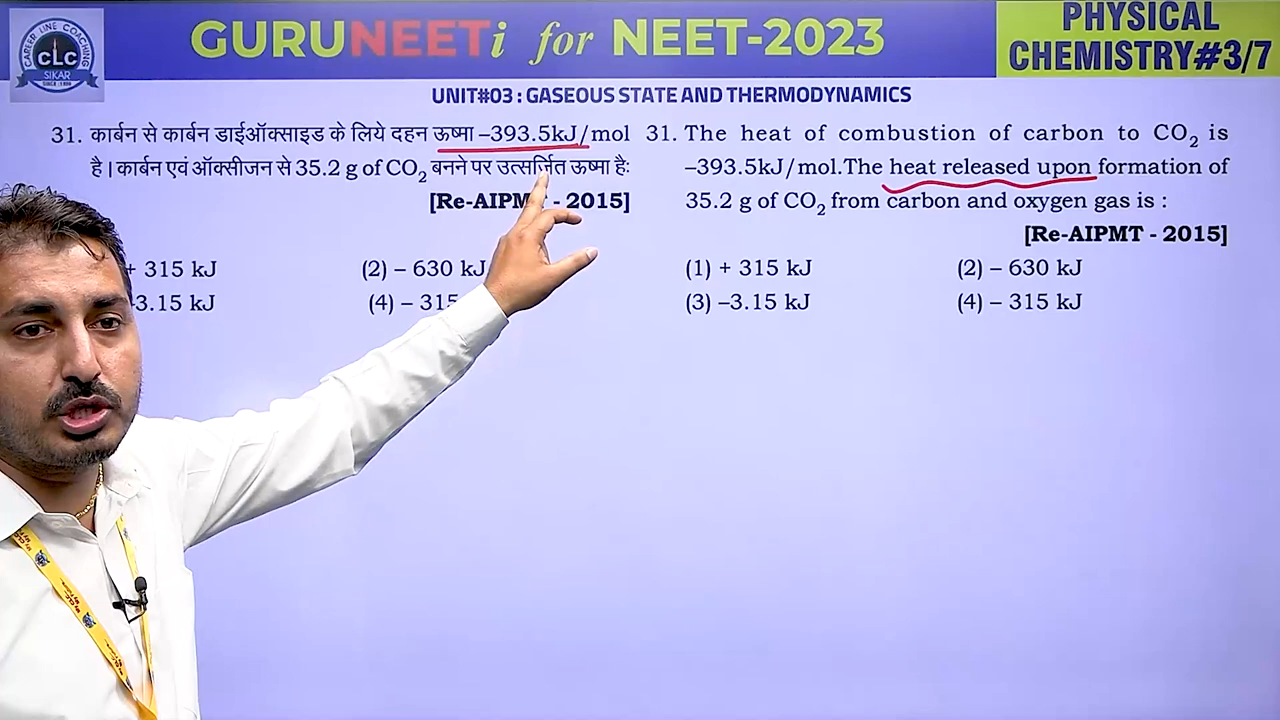 GURUNEETi for NEET-2023
PHYSICAL
CHEMISTRY#3/7
CAREER LINE COACHING
CLC
SIKAR
SINCE : 1996
UNIT#03 : GASEOUS STATE AND THERMODYNAMICS
31. कार्बन से कार्बन डाईऑक्साइड के लिये दहन ऊष्मा –393.5kJ/mol
है। कार्बन एवं ऑक्सीजन से 35.2 g of CO2 बनने पर उत्सर्जित ऊष्मा है:
[Re-AIPMT - 2015]
+ 315 kJ (2) – 630 kJ
3.15 kJ (4) – 315
31. The heat of combustion of carbon to CO2 is
–393.5kJ/mol.The heat released upon formation of
35.2 g of CO2 from carbon and oxygen gas is :
[Re-AIPMT - 2015]
(1) + 315 kJ (2) – 630 kJ
(3) –3.15 kJ (4) – 315 kJ